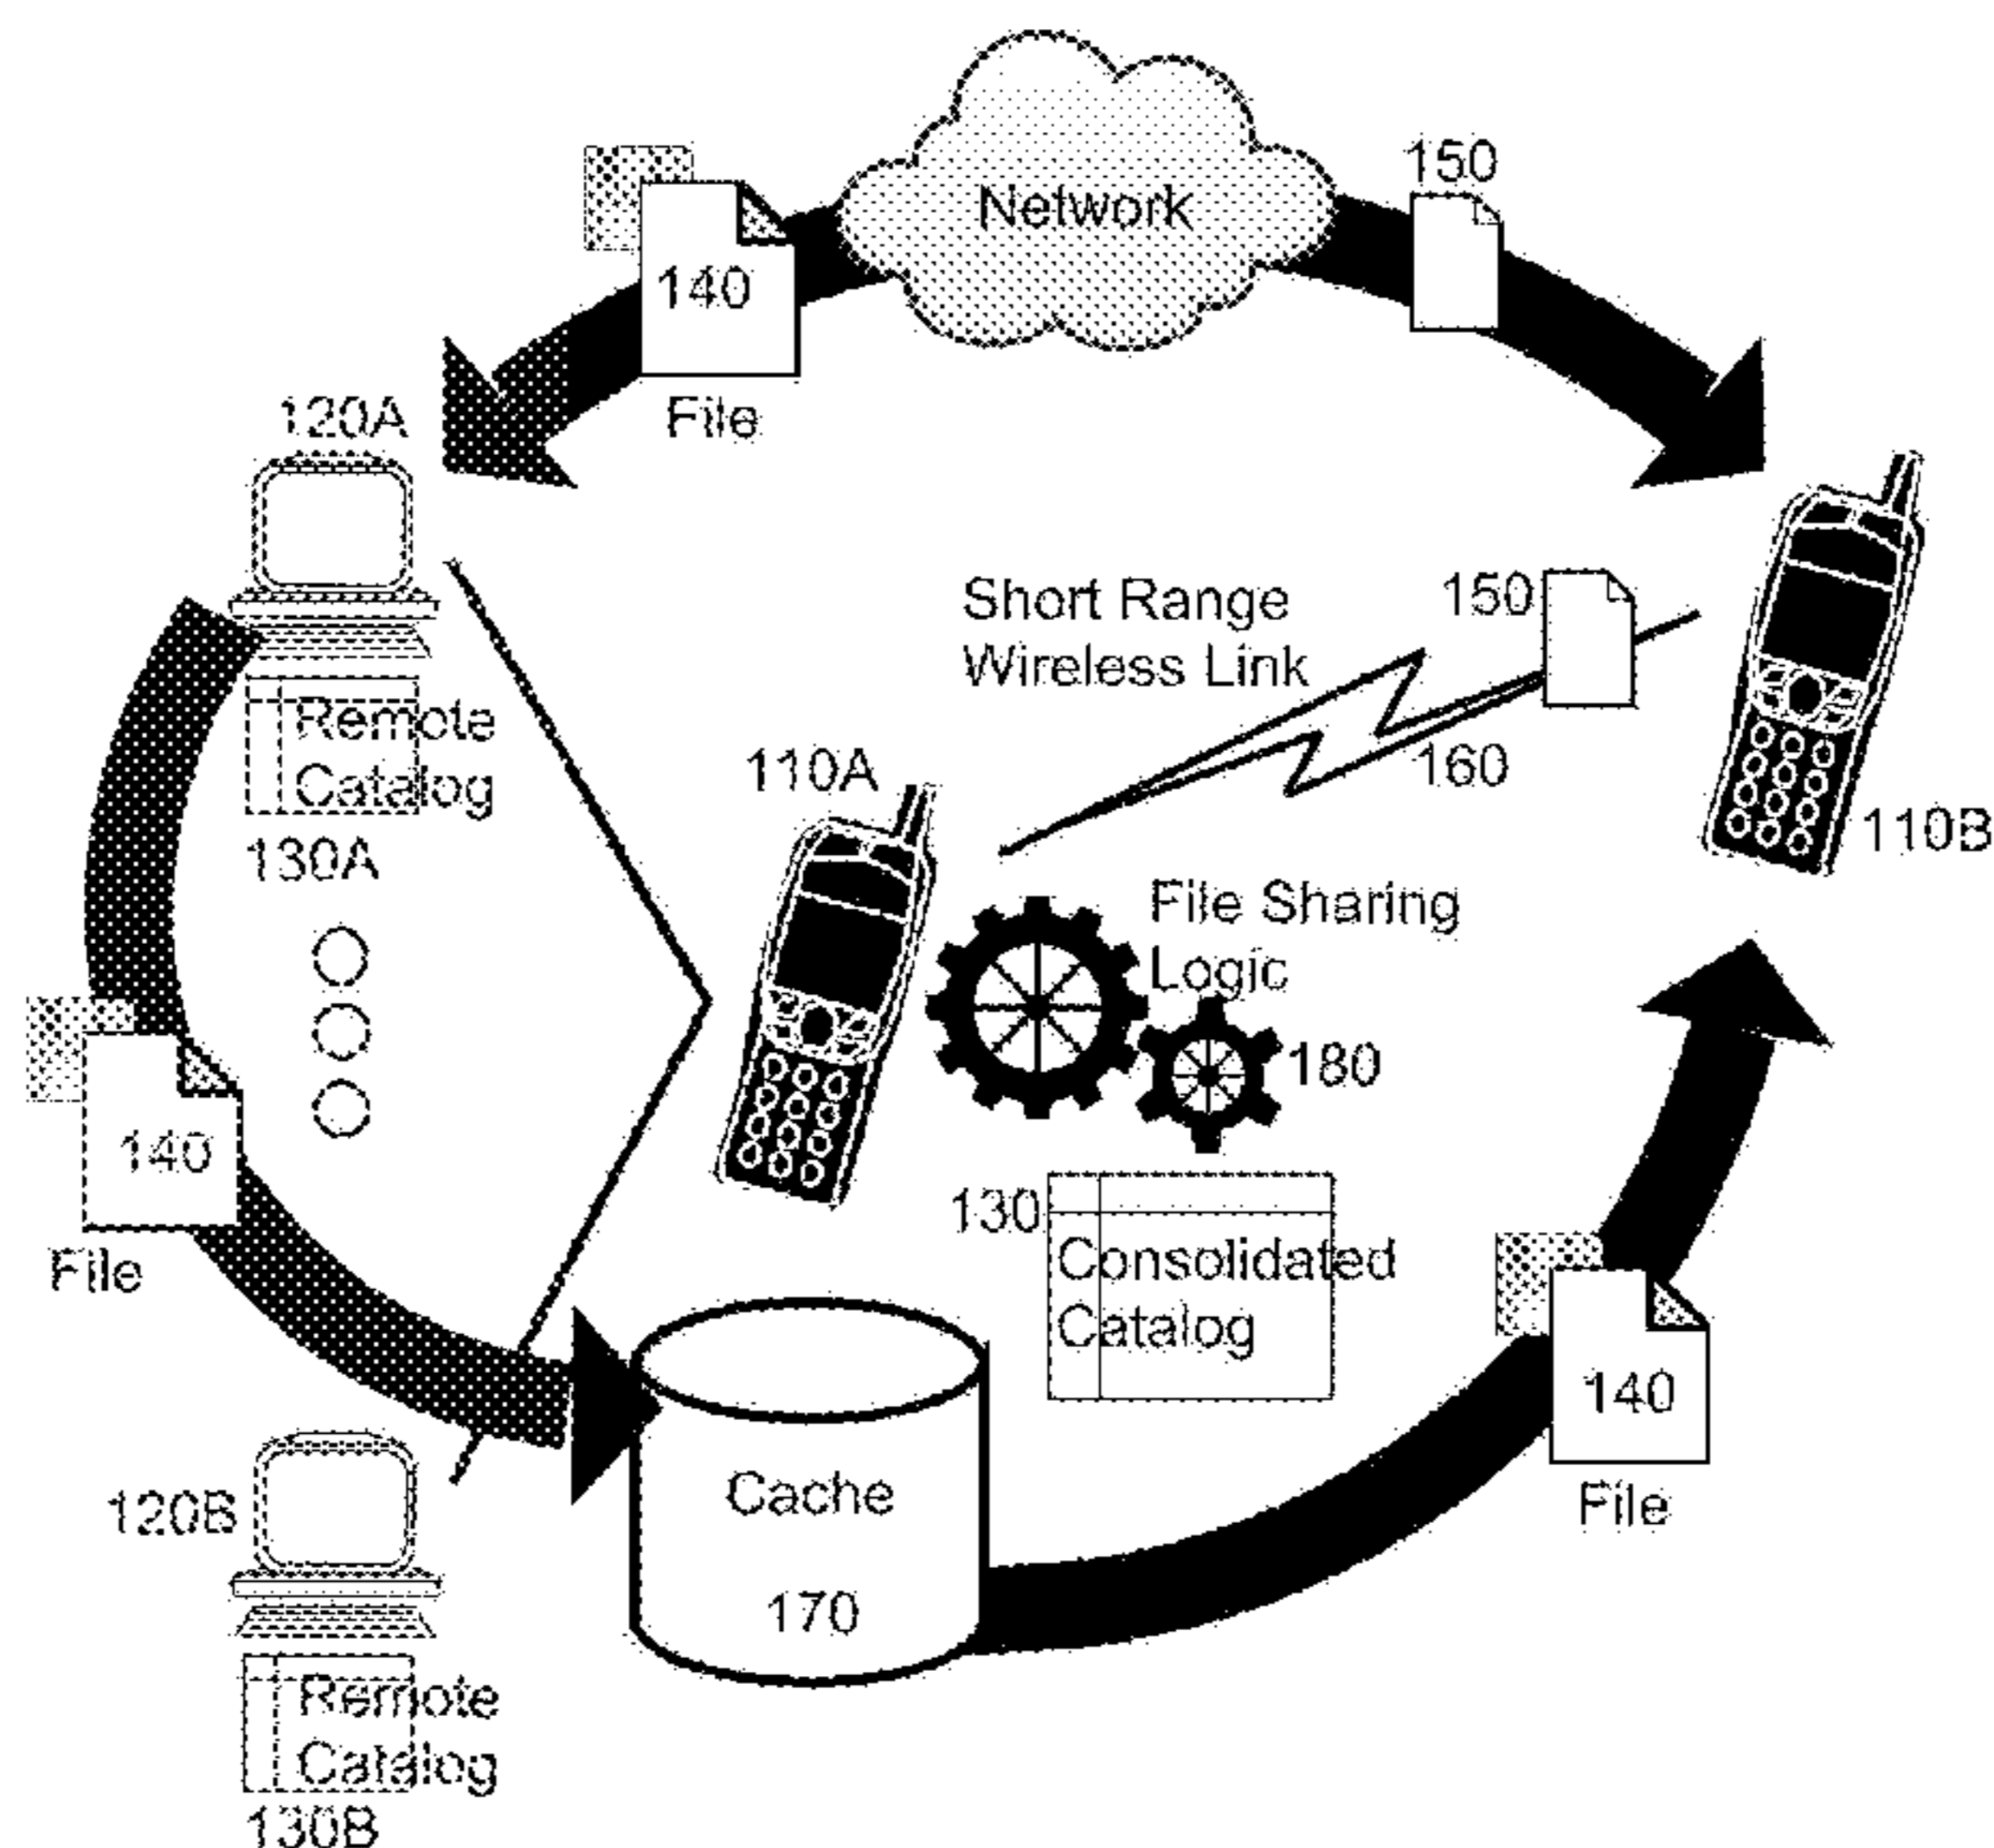 150
Network
140
File
120A
Short Range
Wireless Link
150
160
Remote
Catalog
130A
110A
110B
File Sharing
Logic
180
140
File
130
Consolidated
Catalog
140
File
120B
Cache
170
Remote
Catalog
130B